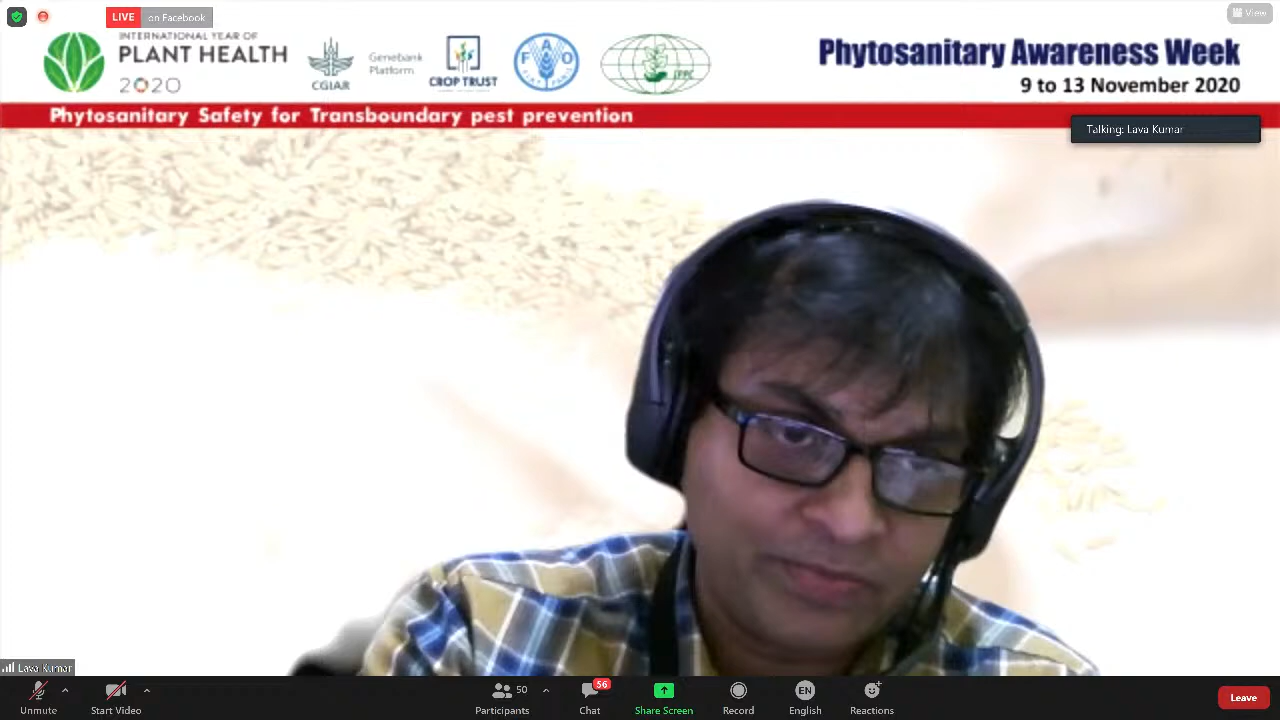 LIVE on Facebook
View
INTERNATIONAL YEAR OF
PLANT HEALTH
2020
CGIAR
Genebank
Platform
CROP TRUST
F A O
FIAT PANIS
IPPC
Phytosanitary Awareness Week
9 to 13 November 2020
Phytosanitary Safety for Transboundary pest prevention
Talking: Lava Kumar
Lava Kumar
50
56
EN
Unmute
Start Video
Participants
Chat
Share Screen
Record
English
Reactions
Leave